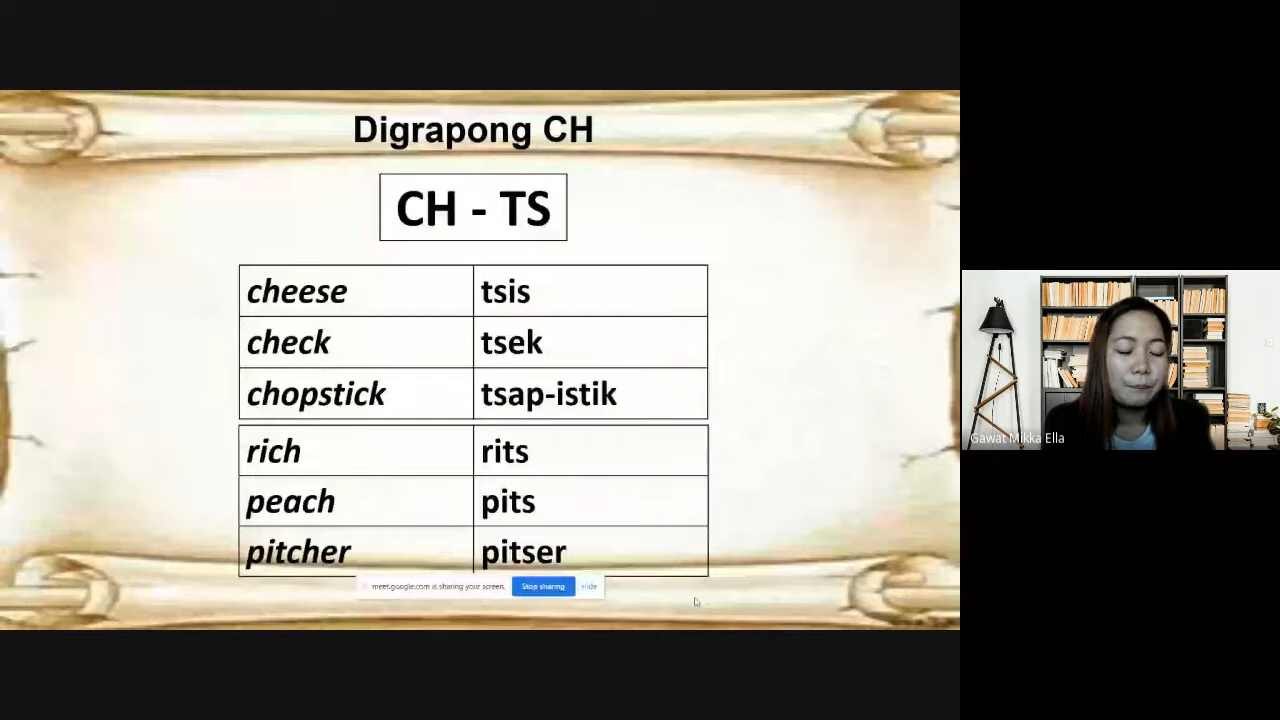 Digrapong CH
CH - TS
cheese tsis
check tsek
chopstick tsap-istik
rich rits
peach pits
pitcher pitser
meet.google.com is sharing your screen. Stop sharing Hide
Gawat Mikka Ella